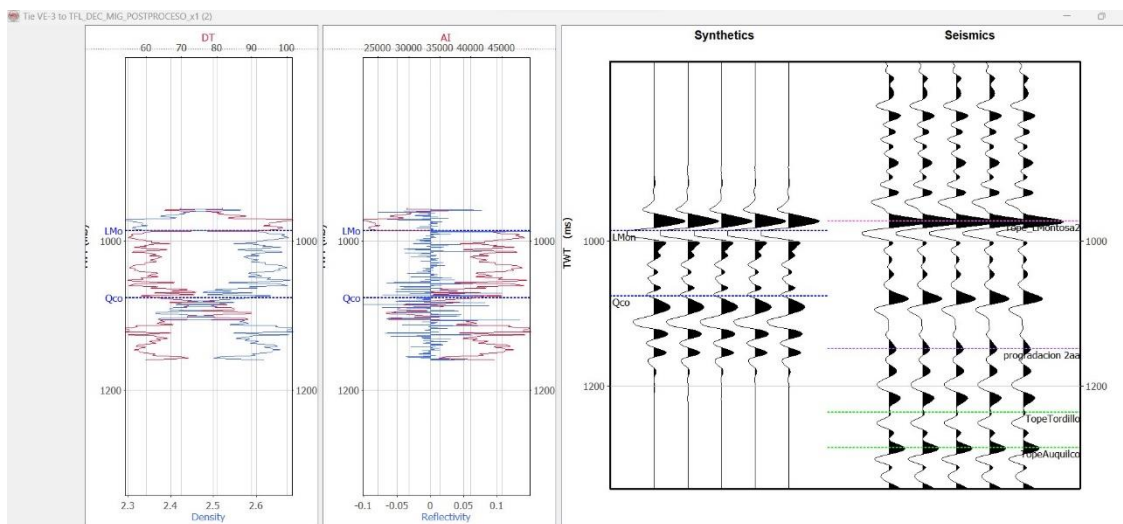 Tie VE-3 to TFL_DEC_MIG_POSTPROCESO_x1 (2)
DT
60 70 80 90 100
AI
25000 30000 35000 40000 45000
Synthetics
Seismics
LMo
LMon
Tope_LMontosa2
1000
1000
1000
1000
TWT (ms)
Qco
Qco
Qco
progradacion 2aa
1200
1200
1200
1200
TopeTordillo
TopeAuquilco
2.3 2.4 2.5 2.6
Density
-0.1 -0.05 0 0.05 0.1
Reflectivity